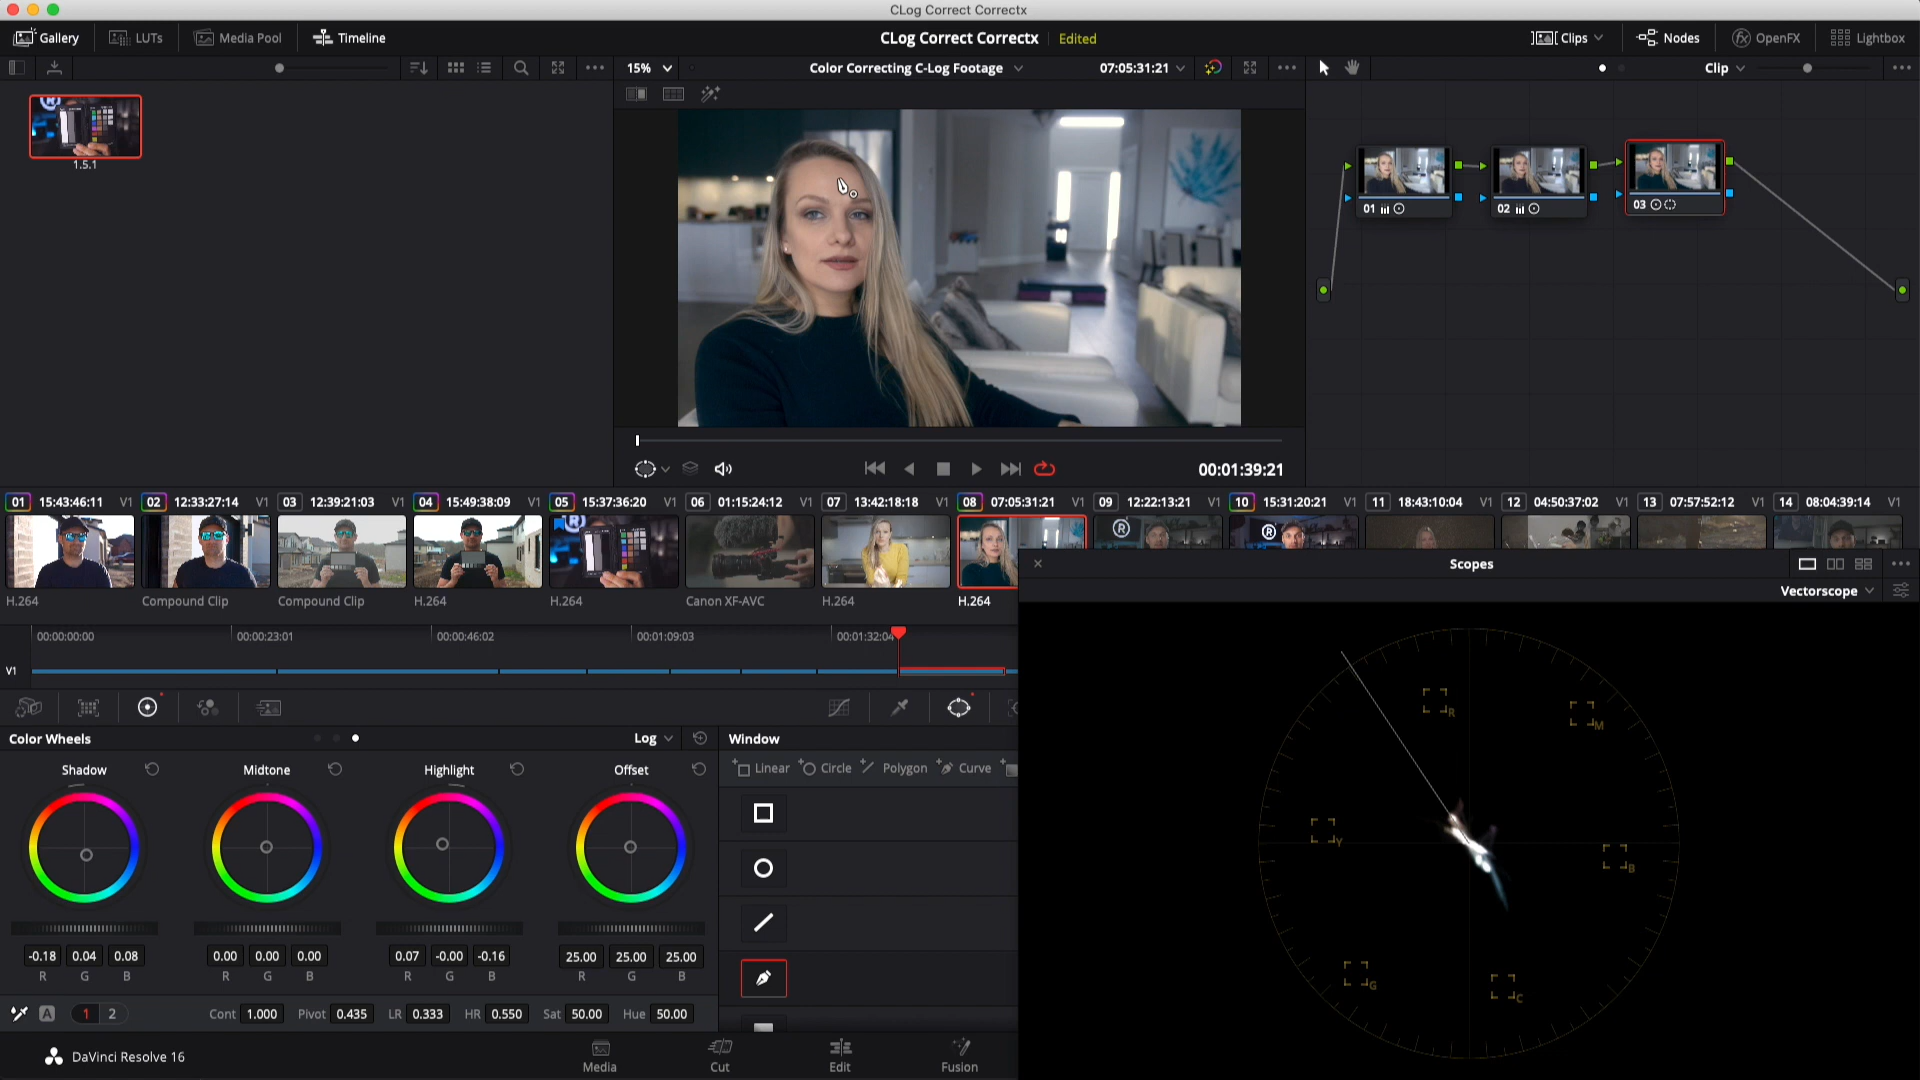 CLog Correct Correctx
Gallery LUTs Media Pool Timeline CLog Correct Correctx Edited Clips Nodes OpenFX Lightbox
15% Color Correcting C-Log Footage 07:05:31:21 Clip
1.5.1
01 02 03
00:01:39:21
01 15:43:46:11 V1 02 12:33:27:14 V1 03 12:39:21:03 V1 04 15:49:38:09 V1 05 15:37:36:20 V1 06 01:15:24:12 V1 07 13:42:18:18 V1 08 07:05:31:21 V1 09 12:22:13:21 V1 10 15:31:20:21 V1 11 18:43:10:04 V1 12 04:50:37:02 V1 13 07:57:52:12 V1 14 08:04:39:14 V1
H.264 Compound Clip Compound Clip H.264 H.264 Canon XF-AVC H.264 H.264
Scopes
Vectorscope
00:00:00:00 00:00:23:01 00:00:46:02 00:01:09:03 00:01:32:04
V1
R M
Y B
G C
Color Wheels Log Window
Shadow Midtone Highlight Offset Linear Circle Polygon Curve
-0.18 0.04 0.08 0.00 0.00 0.00 0.07 -0.00 -0.16 25.00 25.00 25.00
R G B R G B R G B R G B
A 1 2 Cont 1.000 Pivot 0.435 LR 0.333 HR 0.550 Sat 50.00 Hue 50.00
DaVinci Resolve 16 Media Cut Edit Fusion